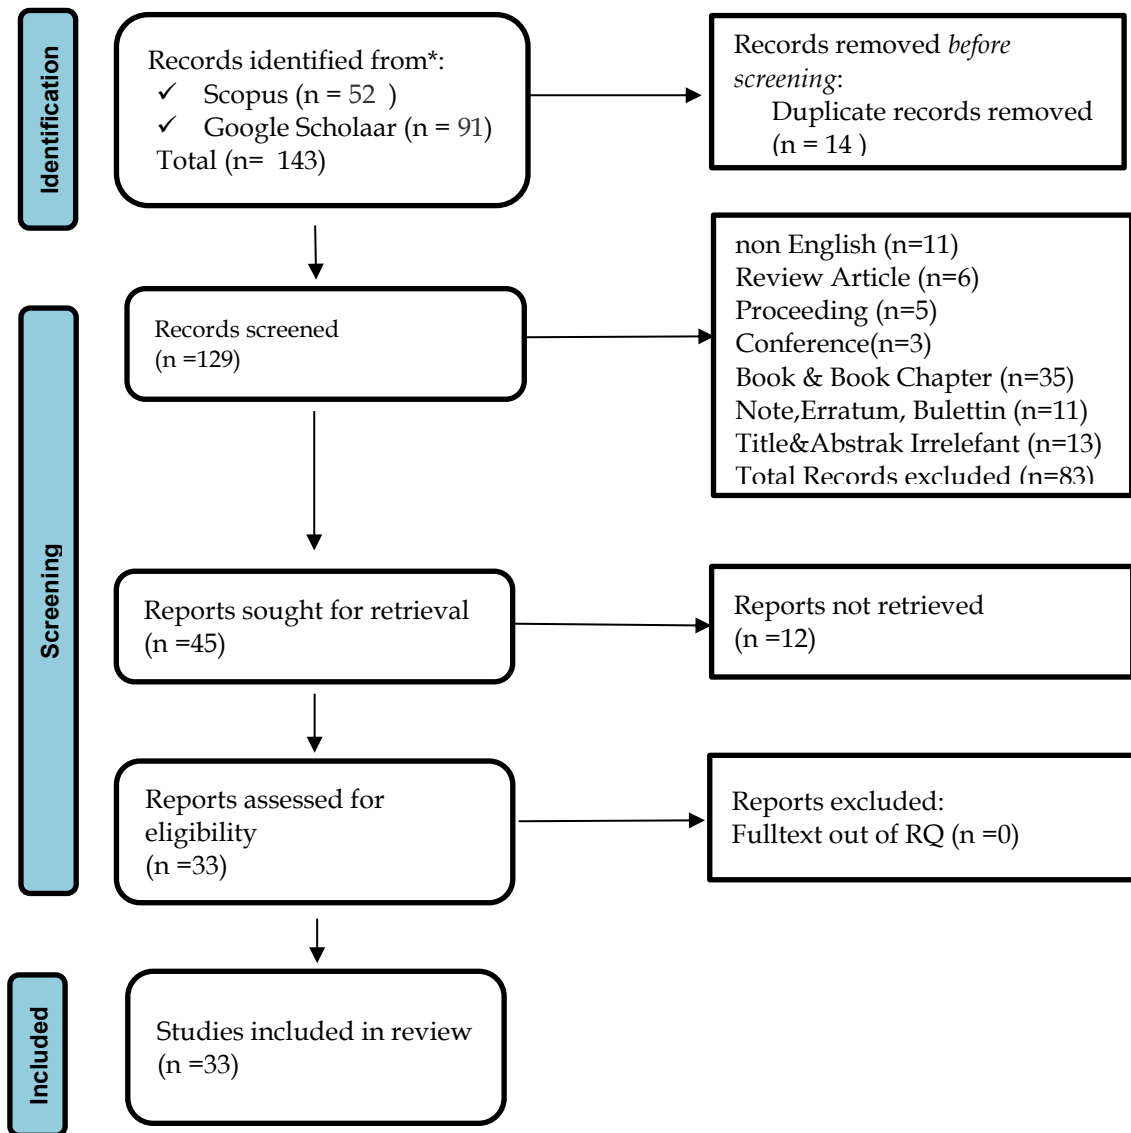 Identification
Records identified from*:
✓ Scopus (n = 52 )
✓ Google Scholaar (n = 91)
Total (n= 143)
Records removed before
screening:
Duplicate records removed
(n = 14 )
Screening
Records screened
(n =129)
non English (n=11)
Review Article (n=6)
Proceeding (n=5)
Conference(n=3)
Book & Book Chapter (n=35)
Note,Erratum, Bulettin (n=11)
Title&Abstrak Irrelefant (n=13)
Total Records excluded (n=83)
Reports sought for retrieval
(n =45)
Reports not retrieved
(n =12)
Reports assessed for
eligibility
(n =33)
Reports excluded:
Fulltext out of RQ (n =0)
Included
Studies included in review
(n =33)